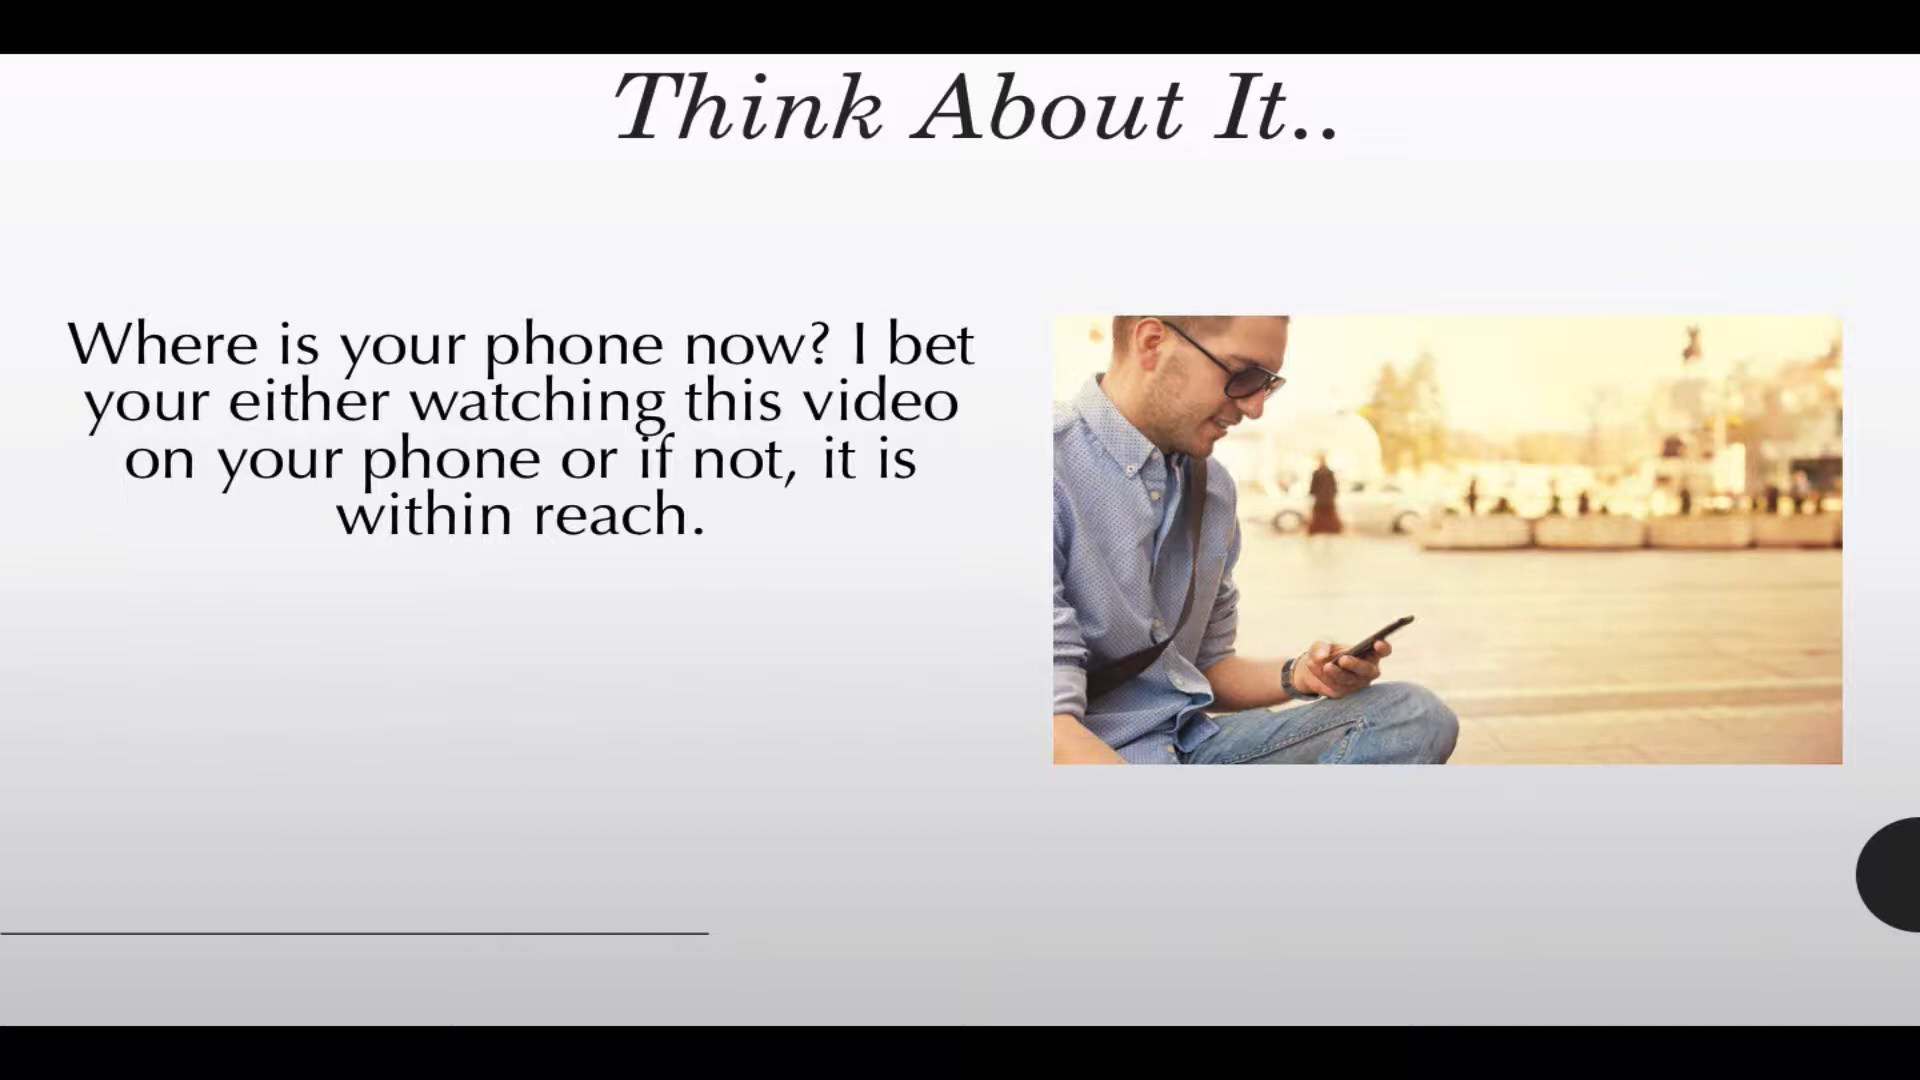 Think About It..
Where is your phone now? I bet
your either watching this video
on your phone or if not, it is
within reach.